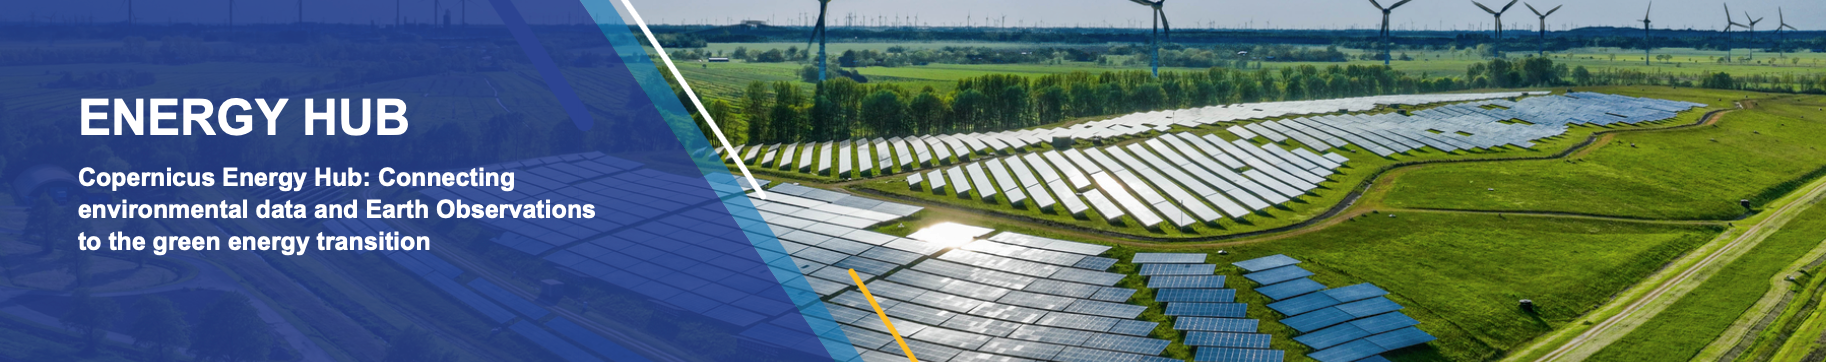 ENERGY HUB
Copernicus Energy Hub: Connecting
environmental data and Earth Observations
to the green energy transition